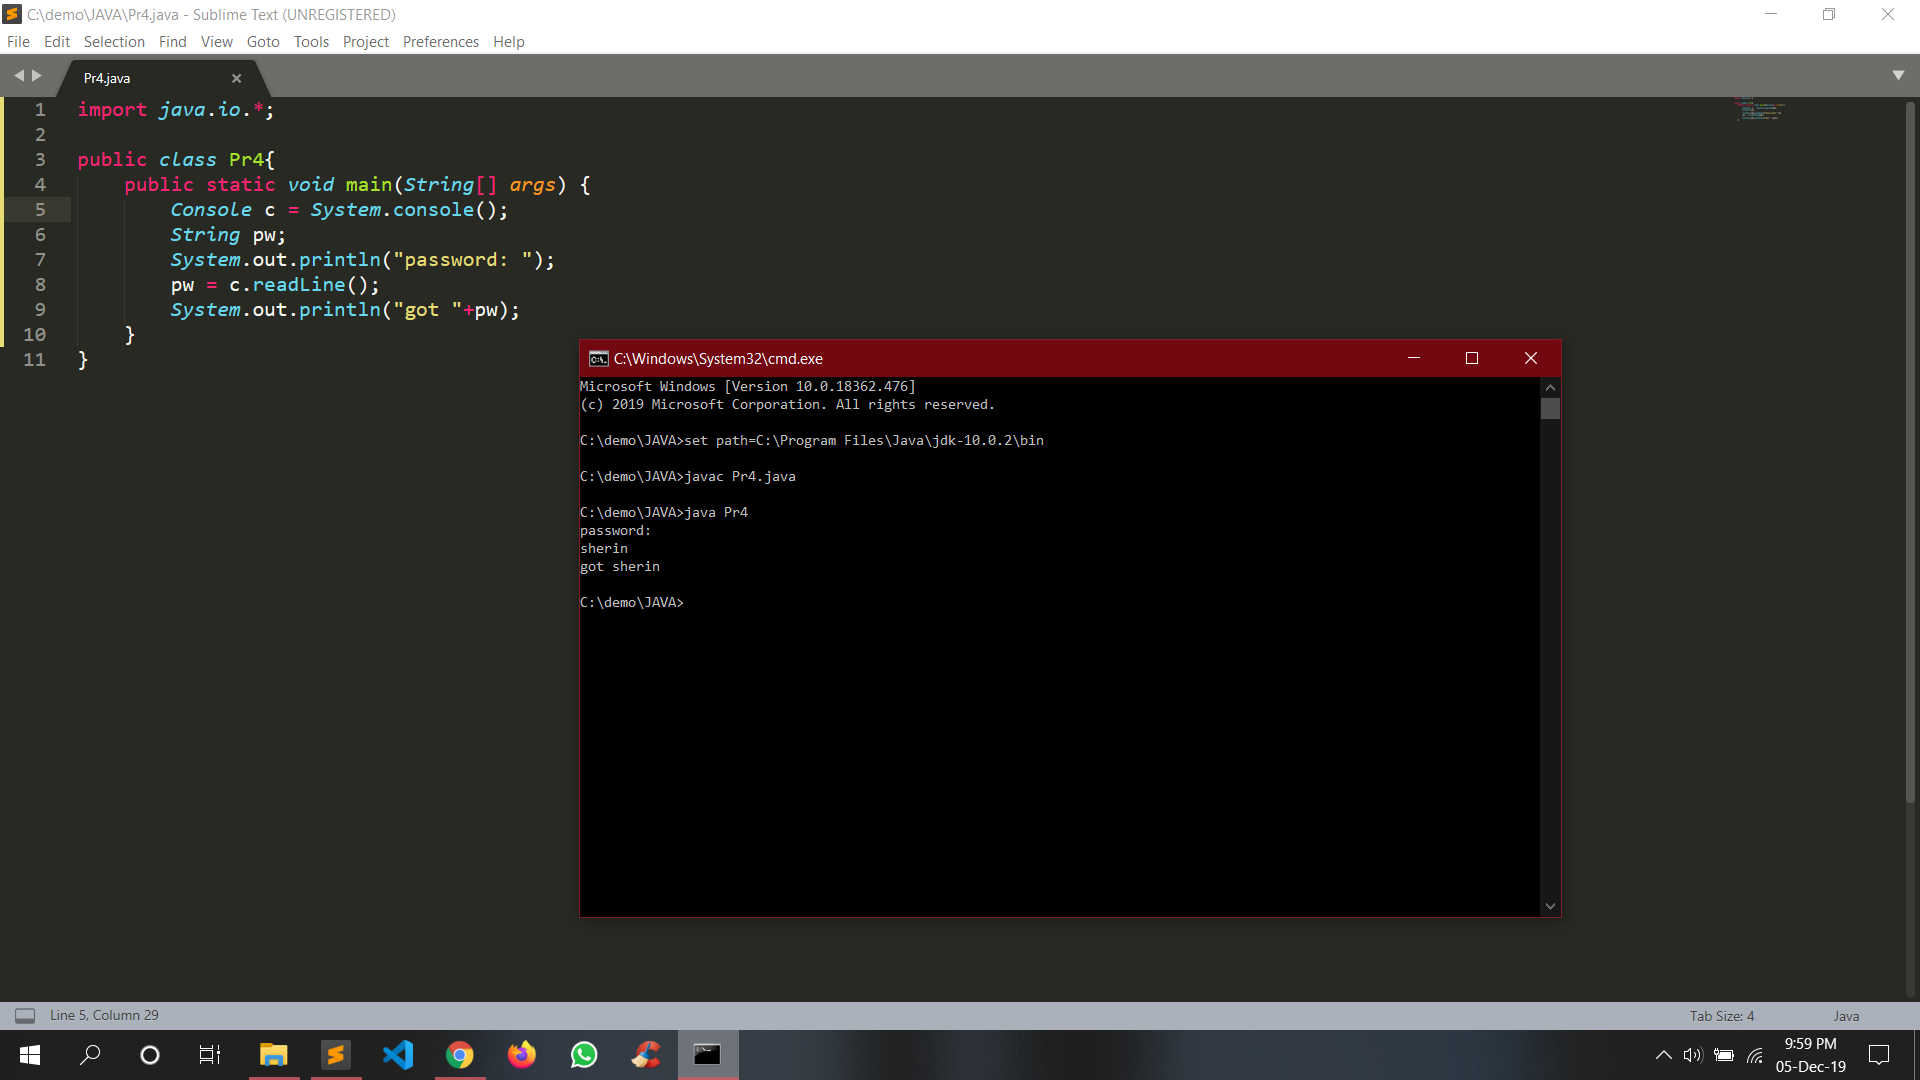 C:\demo\JAVA\Pr4.java - Sublime Text (UNREGISTERED)
File Edit Selection Find View Goto Tools Project Preferences Help
Pr4.java
1 import java.io.*;
2
3 public class Pr4{
4 public static void main(String[] args) {
5 Console c = System.console();
6 String pw;
7 System.out.println("password: ");
8 pw = c.readLine();
9 System.out.println("got "+pw);
10 }
11 }
C:\Windows\System32\cmd.exe
Microsoft Windows [Version 10.0.18362.476]
(c) 2019 Microsoft Corporation. All rights reserved.
C:\demo\JAVA>set path=C:\Program Files\Java\jdk-10.0.2\bin
C:\demo\JAVA>javac Pr4.java
C:\demo\JAVA>java Pr4
password:
sherin
got sherin
C:\demo\JAVA>
Line 5, Column 29
Tab Size: 4
Java
9:59 PM
05-Dec-19